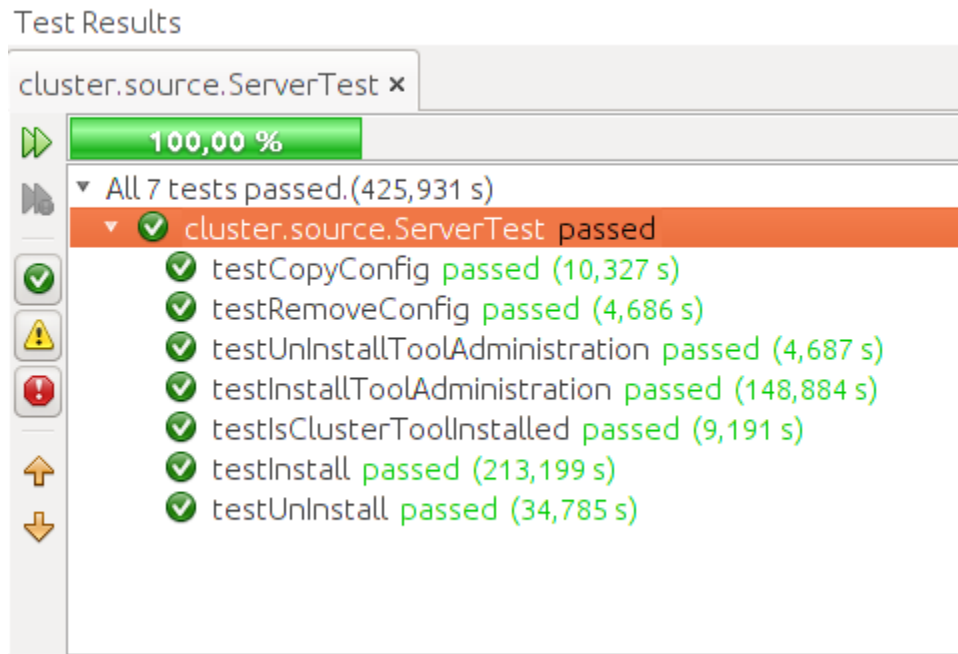 Test Results
cluster.source.ServerTest ×
100,00 %
All 7 tests passed.(425,931 s)
cluster.source.ServerTest passed
testCopyConfig passed (10,327 s)
testRemoveConfig passed (4,686 s)
testUnInstallToolAdministration passed (4,687 s)
testInstallToolAdministration passed (148,884 s)
testIsClusterToolInstalled passed (9,191 s)
testInstall passed (213,199 s)
testUnInstall passed (34,785 s)